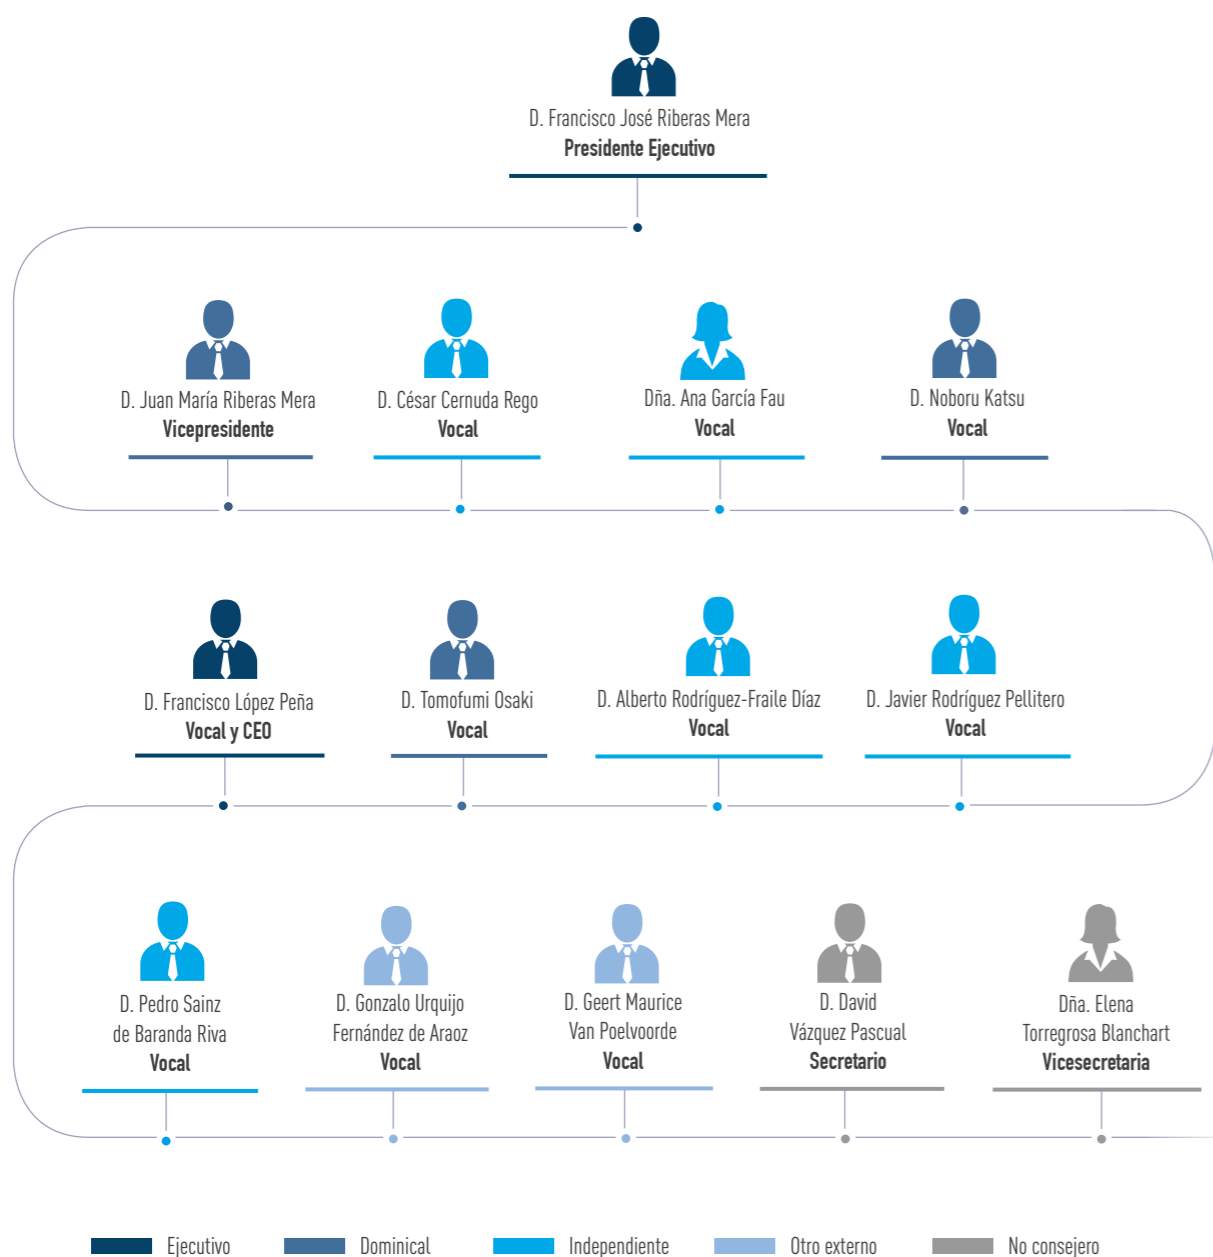 D. Francisco José Riberas Mera
Presidente Ejecutivo
D. Juan María Riberas Mera
Vicepresidente
D. César Cernuda Rego
Vocal
Dña. Ana García Fau
Vocal
D. Noboru Katsu
Vocal
D. Francisco López Peña
Vocal y CEO
D. Tomofumi Osaki
Vocal
D. Alberto Rodríguez-Fraile Díaz
Vocal
D. Javier Rodríguez Pellitero
Vocal
D. Pedro Sainz
de Baranda Riva
Vocal
D. Gonzalo Urquijo
Fernández de Araoz
Vocal
D. Geert Maurice
Van Poelvoorde
Vocal
D. David
Vázquez Pascual
Secretario
Dña. Elena
Torregrosa Blanchart
Vicesecretaria
Ejecutivo
Dominical
Independiente
Otro externo
No consejero